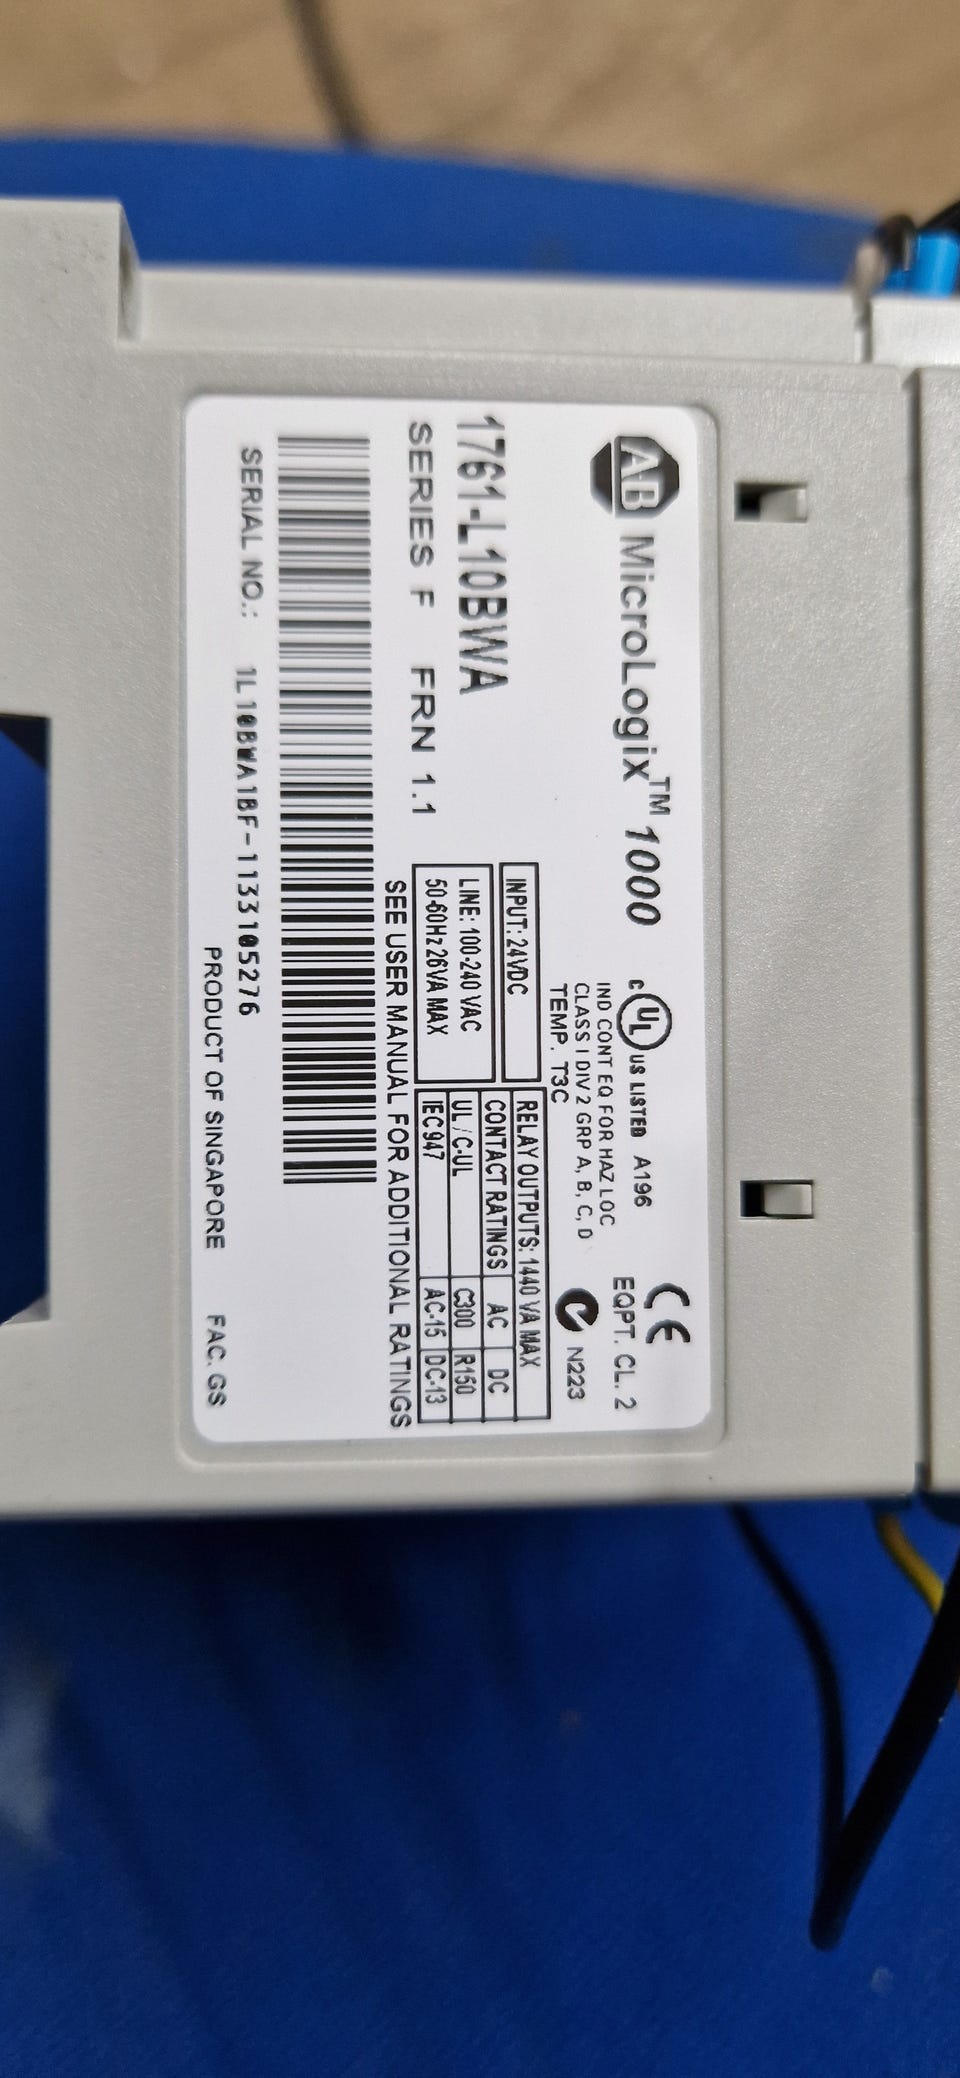 AB MicroLogix™ 1000
c UL US LISTED A196
IND CONT EQ FOR HAZ LOC
CLASS I DIV 2 GRP A, B, C, D
TEMP. T3C
CE
EQPT. CL. 2
N223
1761-L10BWA
SERIES F FRN 1.1
INPUT: 24VDC
LINE: 100-240 VAC
50-60Hz 26VA MAX
RELAY OUTPUTS: 1440 VA MAX
CONTACT RATINGS AC DC
UL / C-UL C300 R150
IEC 947 AC-15 DC-13
SEE USER MANUAL FOR ADDITIONAL RATINGS
SERIAL NO.: 1L10BWA1BF-1133105276
PRODUCT OF SINGAPORE FAC. GS